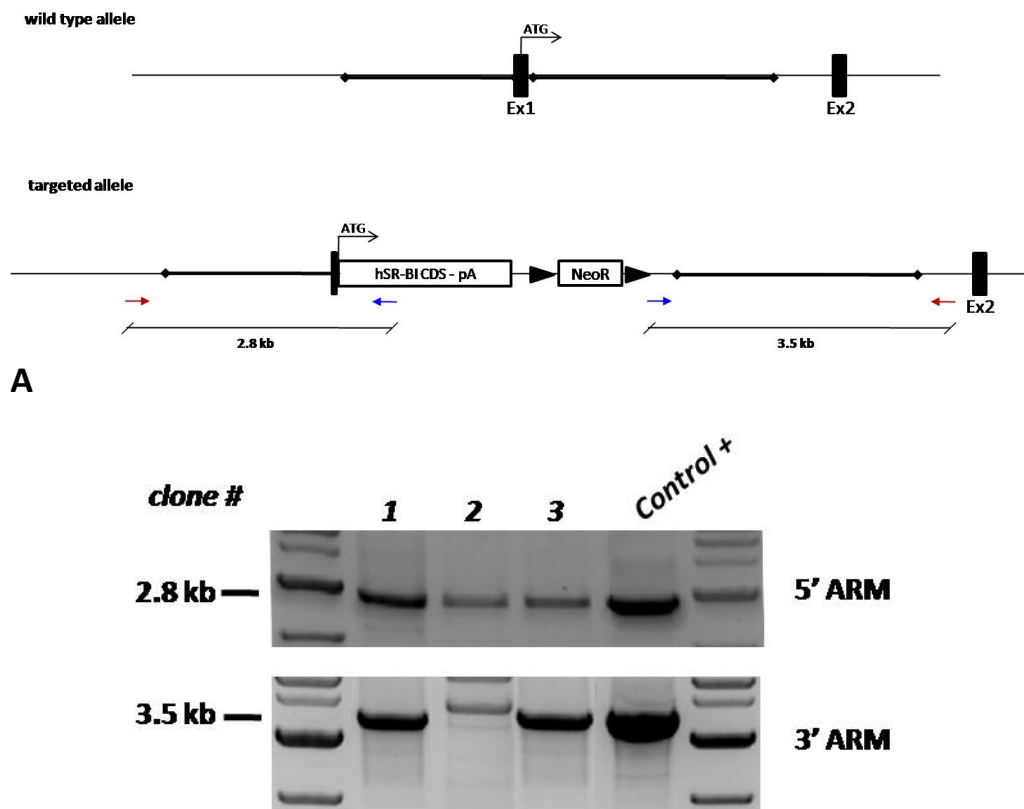 wild type allele
ATG
Ex1
Ex2
targeted allele
ATG
hSR-BI CDS - pA
NeoR
Ex2
2.8 kb
3.5 kb
A
clone #
1
2
3
Control +
2.8 kb
5' ARM
3.5 kb
3' ARM